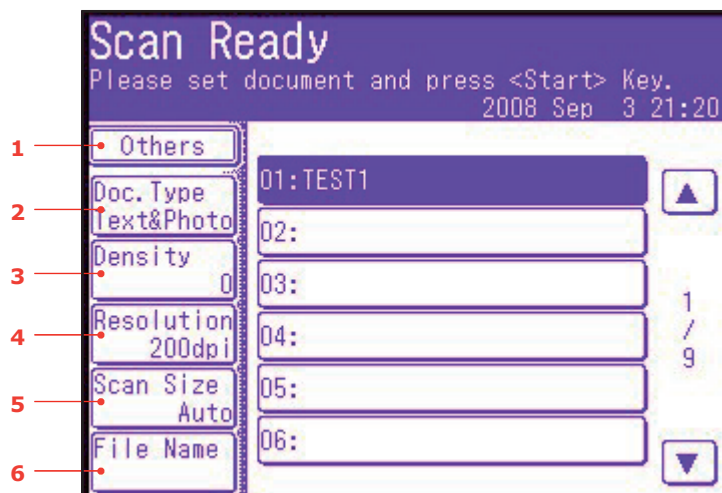 Scan Ready
Please set document and press <Start> Key.
2008 Sep 3 21:20
1
Others
2
Doc.Type
Text&Photo
3
Density
0
4
Resolution
200dpi
5
Scan Size
Auto
6
File Name
01:TEST1
02:
03:
04:
05:
06:
▲
1
/
9
▼